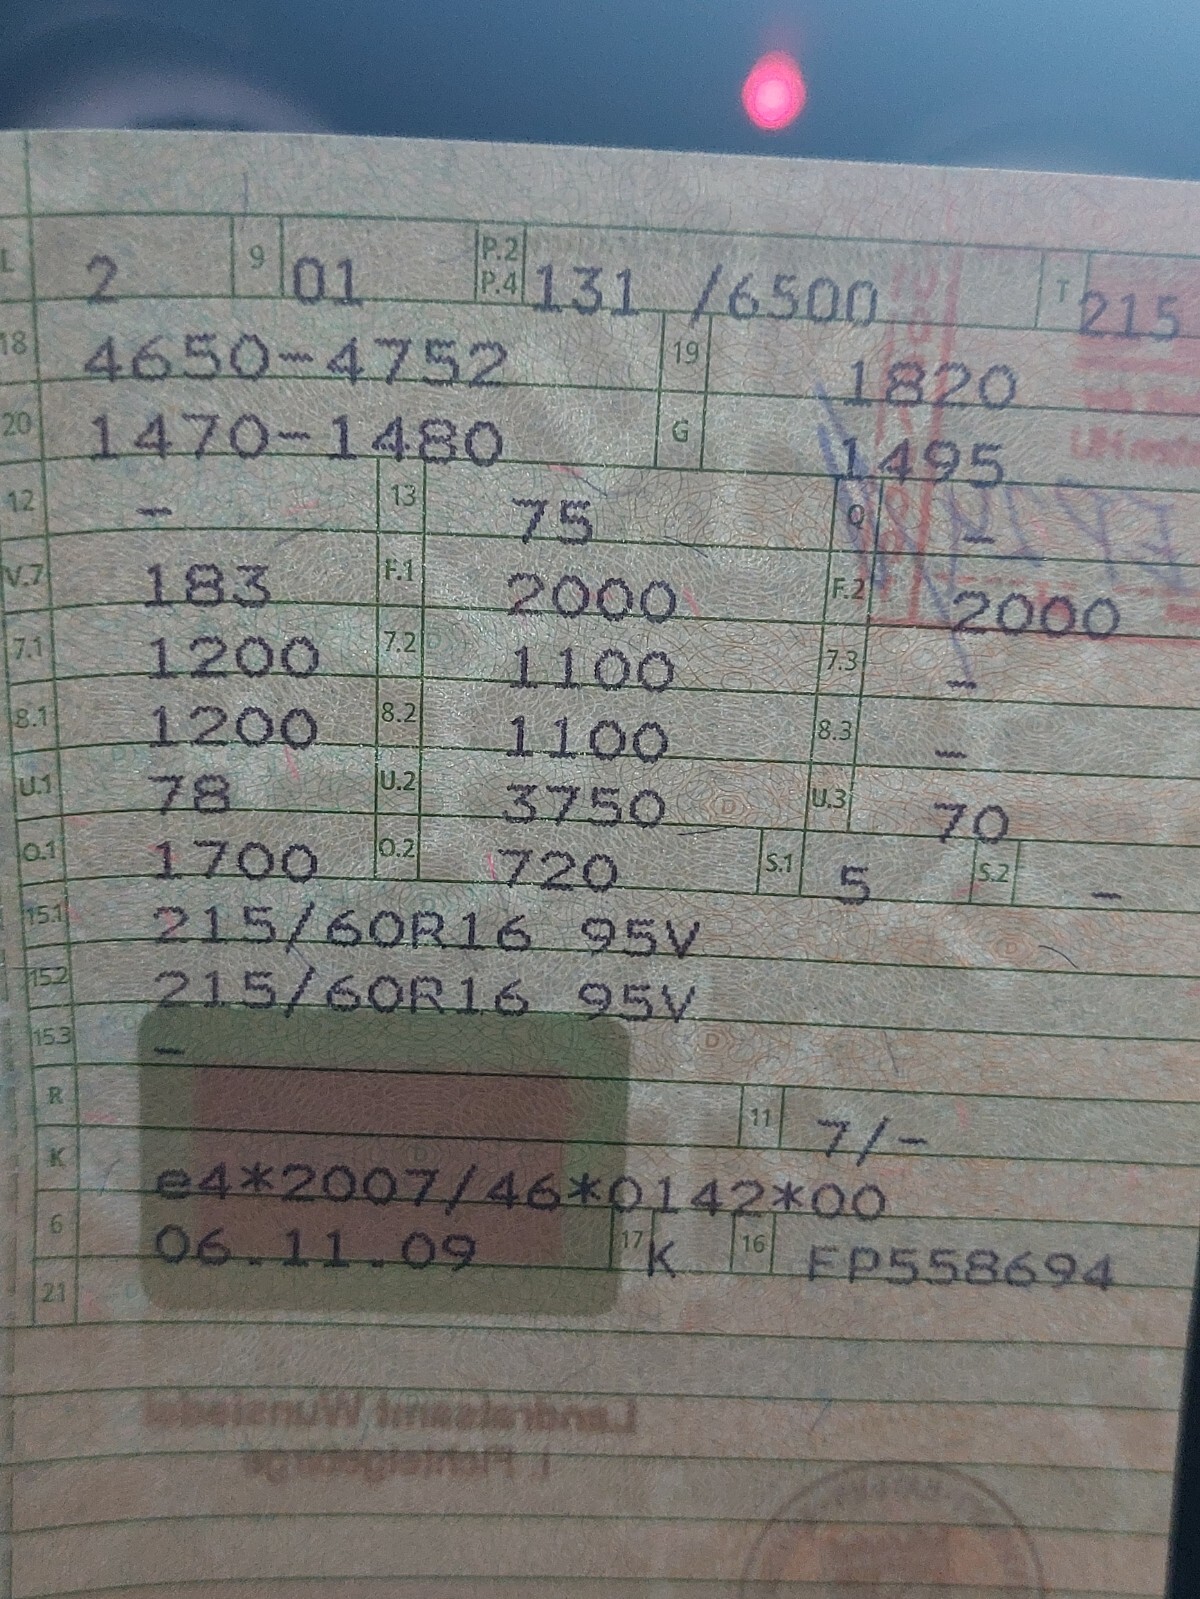 L 2 9 01 P.2 P.4 131 /6500 T 215
18 4650-4752 19 1820
20 1470-1480 G 1495
12 - 13 75 Q -
V.7 183 F.1 2000 F.2 2000
7.1 1200 7.2 1100 7.3 -
8.1 1200 8.2 1100 8.3 -
U.1 78 U.2 3750 U.3 70
O.1 1700 O.2 720 S.1 5 S.2 -
15.1 215/60R16 95V
15.2 215/60R16 95V
15.3 -
R 11 7/-
K e4*2007/46*0142*00
6 06.11.09 17 K 16 FP558694
21
Landratsamt Wunsiedel
i. Fichtelgebirge